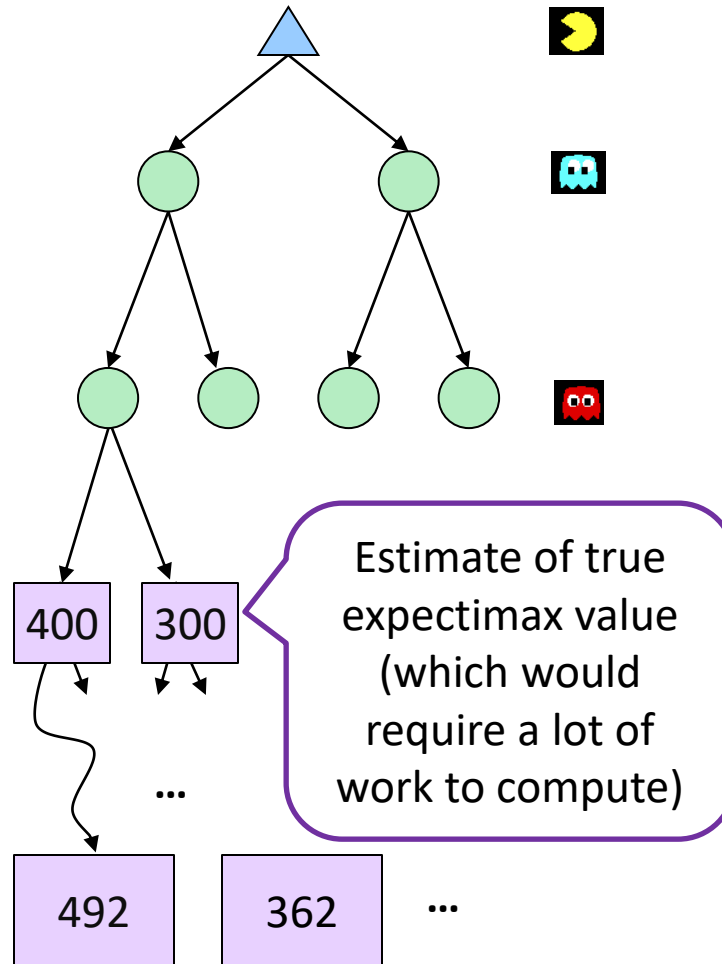 400
300
Estimate of true
expectimax value
(which would
require a lot of
work to compute)
...
492
362
...